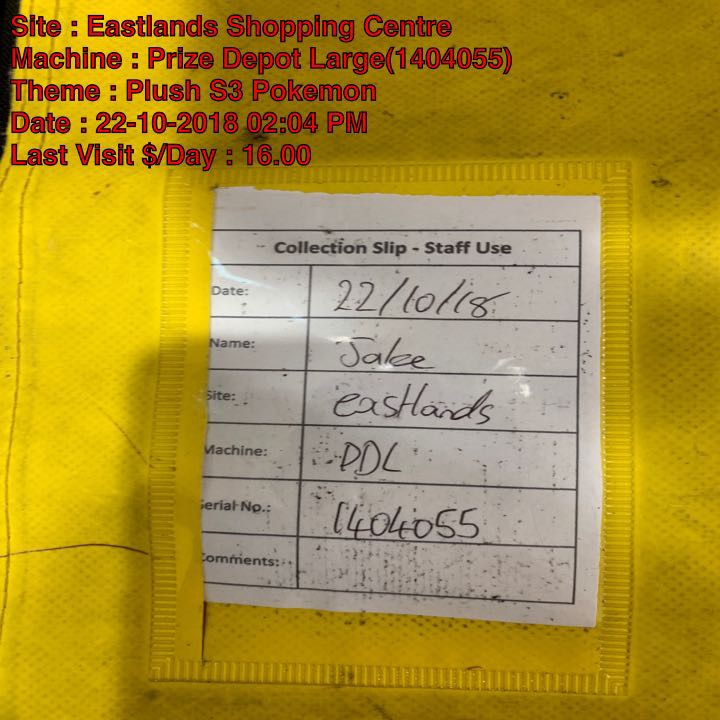 Site : Eastlands Shopping Centre
Machine : Prize Depot Large(1404055)
Theme : Plush S3 Pokemon
Date : 22-10-2018 02:04 PM
Last Visit $/Day : 16.00
Collection Slip - Staff Use
Date: 22/10/18
Name: Jake
Site: eastlands
Machine: PDL
Serial No.: 1404055
Comments: